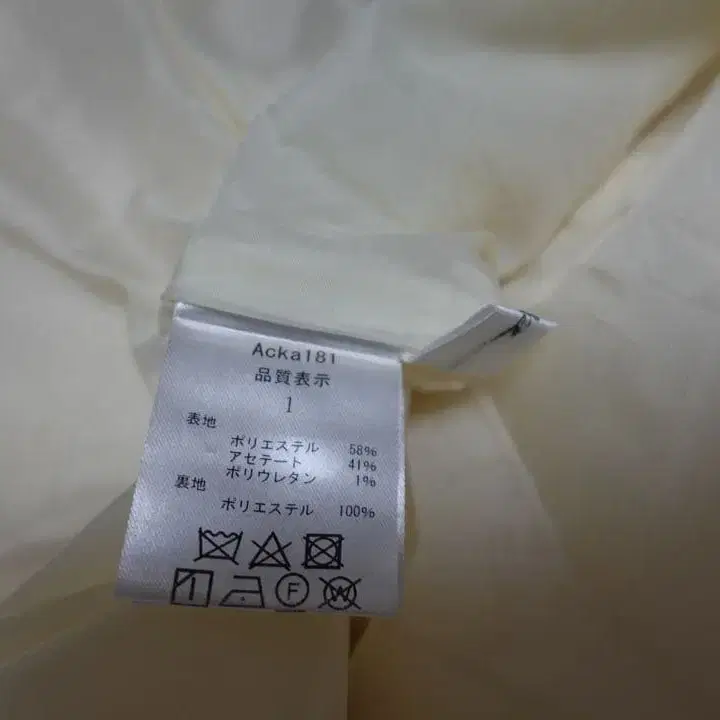 Acka181
品質表示
1
表地
ポリエステル 58%
アセテート 41%
ポリウレタン 1%
裏地
ポリエステル 100%
F W